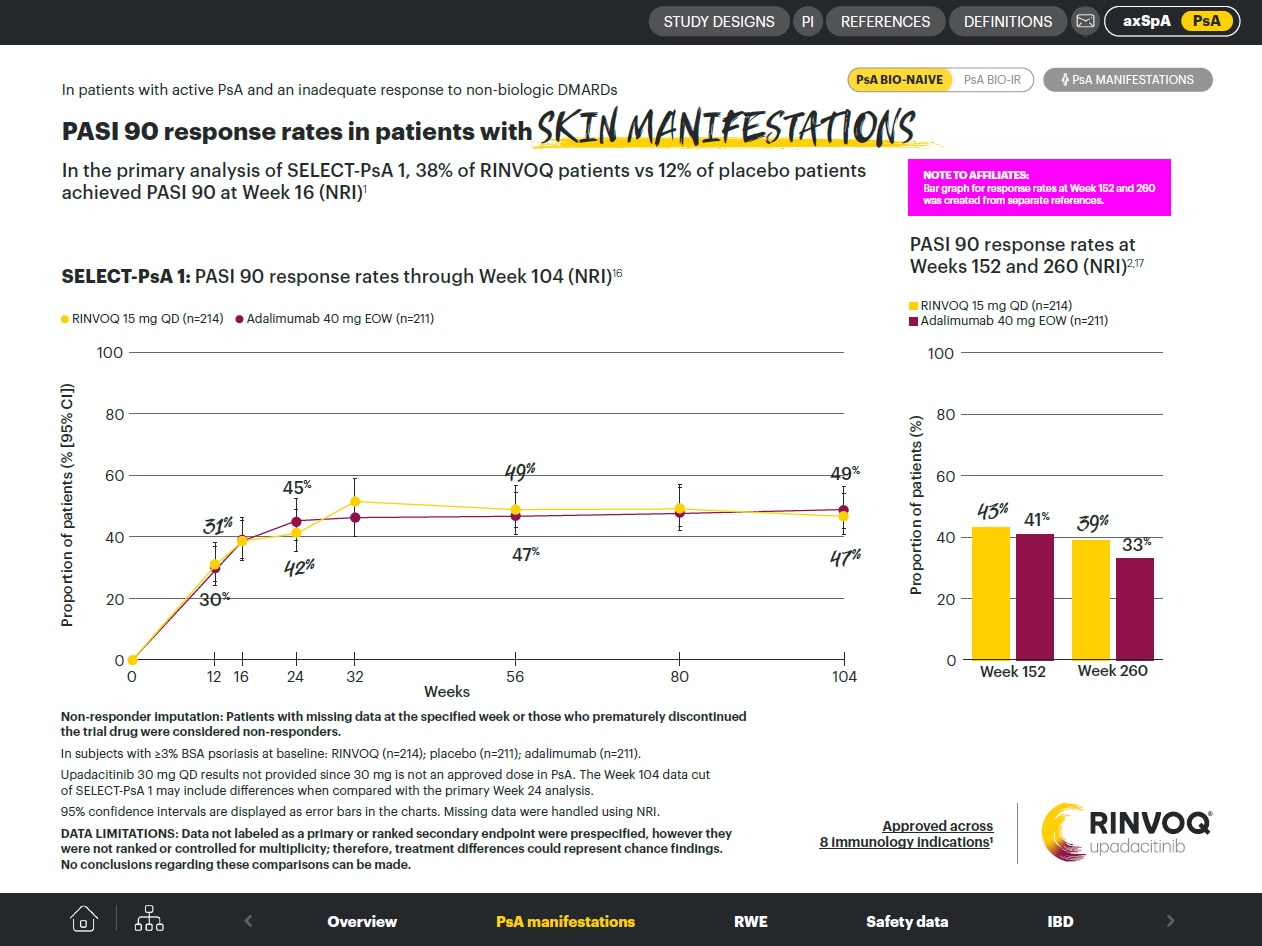 STUDY DESIGNS PI REFERENCES DEFINITIONS axSpA PsA
PsA BIO-NAIVE PsA BIO-IR PsA MANIFESTATIONS
In patients with active PsA and an inadequate response to non-biologic DMARDs
PASI 90 response rates in patients with SKIN MANIFESTATIONS
In the primary analysis of SELECT-PsA 1, 38% of RINVOQ patients vs 12% of placebo patients
achieved PASI 90 at Week 16 (NRI)¹
NOTE TO AFFILIATES:
Bar graph for response rates at Week 152 and 260
was created from separate references.
SELECT-PsA 1: PASI 90 response rates through Week 104 (NRI)¹⁶
RINVOQ 15 mg QD (n=214) Adalimumab 40 mg EOW (n=211)
Proportion of patients (% [95% CI])
100
80
60
40
20
0
31%
30%
45%
42%
49%
47%
49%
47%
0 12 16 24 32 56 80 104
Weeks
PASI 90 response rates at
Weeks 152 and 260 (NRI)²,¹⁷
RINVOQ 15 mg QD (n=214)
Adalimumab 40 mg EOW (n=211)
Proportion of patients (%)
100
80
60
40
20
0
43% 41% 39% 33%
Week 152 Week 260
Non-responder imputation: Patients with missing data at the specified week or those who prematurely discontinued
the trial drug were considered non-responders.
In subjects with ≥3% BSA psoriasis at baseline: RINVOQ (n=214); placebo (n=211); adalimumab (n=211).
Upadacitinib 30 mg QD results not provided since 30 mg is not an approved dose in PsA. The Week 104 data cut
of SELECT-PsA 1 may include differences when compared with the primary Week 24 analysis.
95% confidence intervals are displayed as error bars in the charts. Missing data were handled using NRI.
DATA LIMITATIONS: Data not labeled as a primary or ranked secondary endpoint were prespecified, however they
were not ranked or controlled for multiplicity; therefore, treatment differences could represent chance findings.
No conclusions regarding these comparisons can be made.
Approved across
8 immunology indications¹
RINVOQ®
upadacitinib
Overview PsA manifestations RWE Safety data IBD